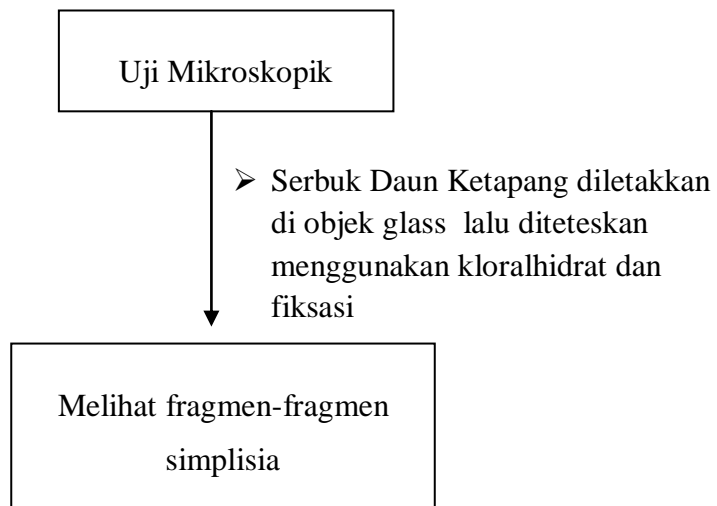 Uji Mikroskopik
➢ Serbuk Daun Ketapang diletakkan
di objek glass lalu diteteskan
menggunakan kloralhidrat dan
fiksasi
Melihat fragmen-fragmen
simplisia